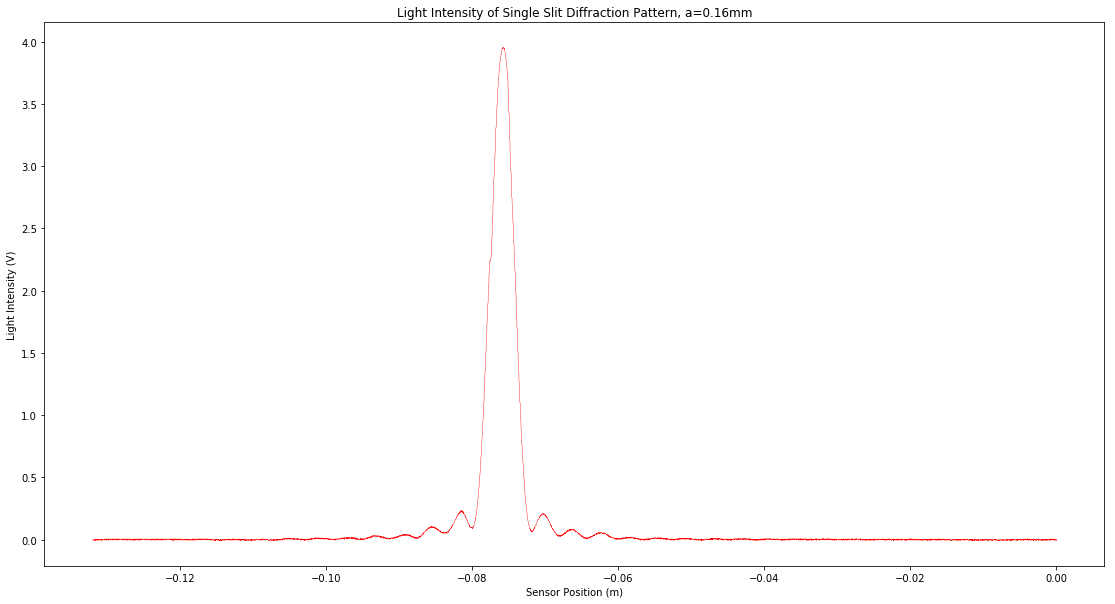 Light Intensity of Single Slit Diffraction Pattern, a=0.16mm
4.0
3.5
3.0
2.5
2.0
1.5
1.0
0.5
0.0
Light Intensity (V)
−0.12 −0.10 −0.08 −0.06 −0.04 −0.02 0.00
Sensor Position (m)